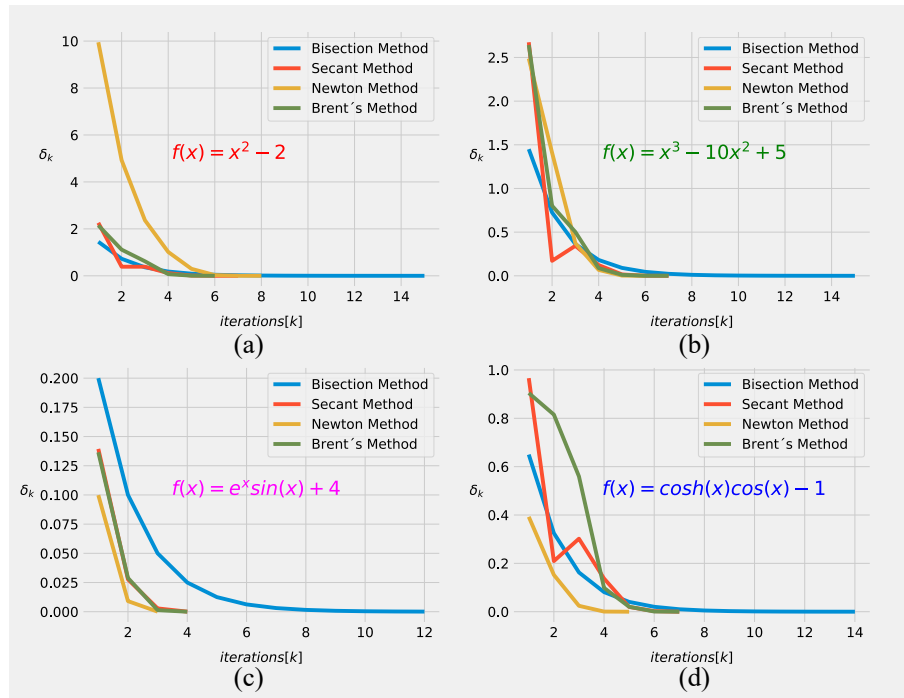 10
8
6
4
2
0
δk
Bisection Method
Secant Method
Newton Method
Brent´s Method
f(x) = x² − 2
2 4 6 8 10 12 14
iterations[k]
(a)
2.5
2.0
1.5
1.0
0.5
0.0
δk
Bisection Method
Secant Method
Newton Method
Brent´s Method
f(x) = x³ − 10x² + 5
2 4 6 8 10 12 14
iterations[k]
(b)
0.200
0.175
0.150
0.125
0.100
0.075
0.050
0.025
0.000
δk
Bisection Method
Secant Method
Newton Method
Brent´s Method
f(x) = eˣsin(x) + 4
2 4 6 8 10 12
iterations[k]
(c)
1.0
0.8
0.6
0.4
0.2
0.0
δk
Bisection Method
Secant Method
Newton Method
Brent´s Method
f(x) = cosh(x)cos(x) − 1
2 4 6 8 10 12 14
iterations[k]
(d)